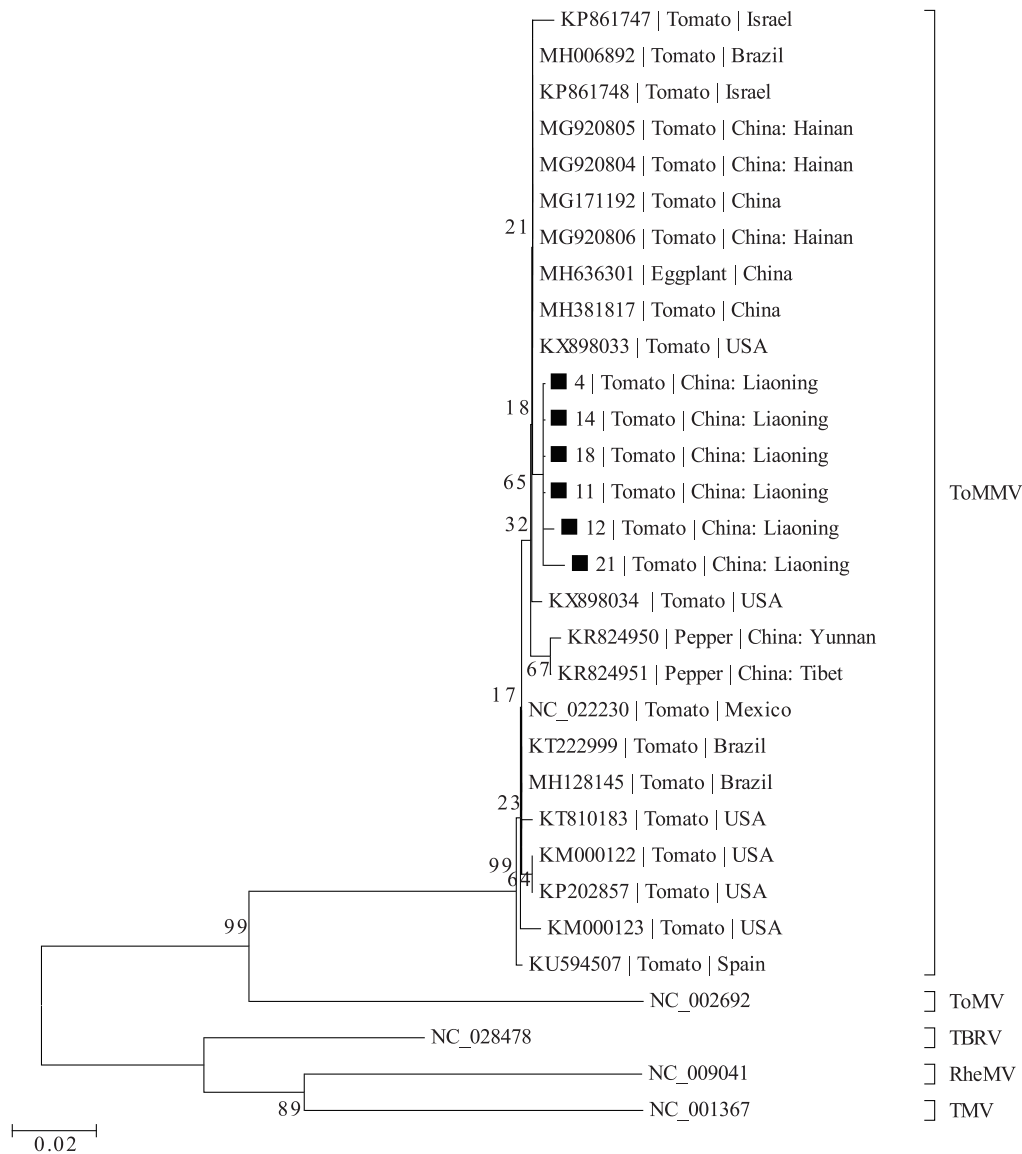 KP861747 | Tomato | Israel
MH006892 | Tomato | Brazil
KP861748 | Tomato | Israel
MG920805 | Tomato | China: Hainan
MG920804 | Tomato | China: Hainan
MG171192 | Tomato | China
21
MG920806 | Tomato | China: Hainan
MH636301 | Eggplant | China
MH381817 | Tomato | China
KX898033 | Tomato | USA
4 | Tomato | China: Liaoning
18
14 | Tomato | China: Liaoning
18 | Tomato | China: Liaoning
65
11 | Tomato | China: Liaoning
ToMMV
32
12 | Tomato | China: Liaoning
21 | Tomato | China: Liaoning
KX898034 | Tomato | USA
KR824950 | Pepper | China: Yunnan
67
KR824951 | Pepper | China: Tibet
17
NC_022230 | Tomato | Mexico
KT222999 | Tomato | Brazil
MH128145 | Tomato | Brazil
23
KT810183 | Tomato | USA
KM000122 | Tomato | USA
99
64
KP202857 | Tomato | USA
99
KM000123 | Tomato | USA
KU594507 | Tomato | Spain
NC_002692
ToMV
NC_028478
TBRV
NC_009041
RheMV
89
NC_001367
TMV
0.02